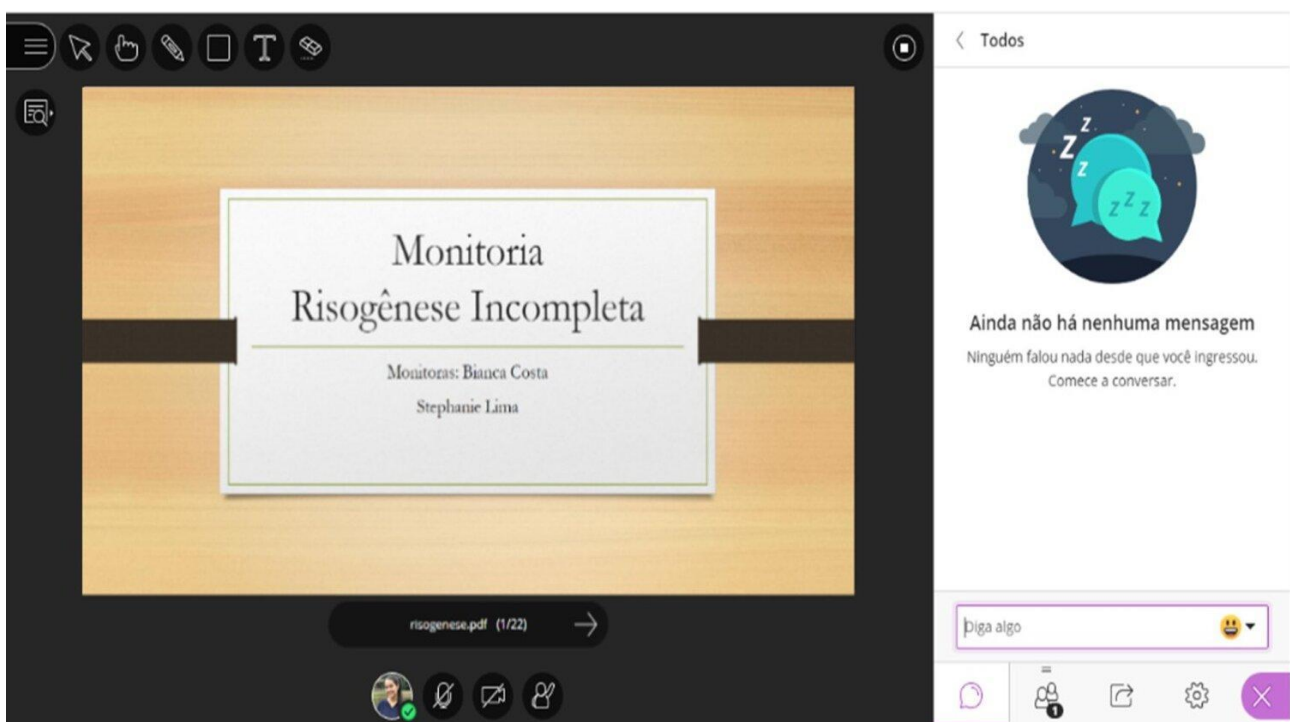 Monitoria
Risogênese Incompleta
Monitoras: Bianca Costa
Stephanie Lima
risogenese.pdf (1/22)
Todos
Z
Z
Z
Z Z Z
Ainda não há nenhuma mensagem
Ninguém falou nada desde que você ingressou.
Comece a conversar.
Diga algo
1